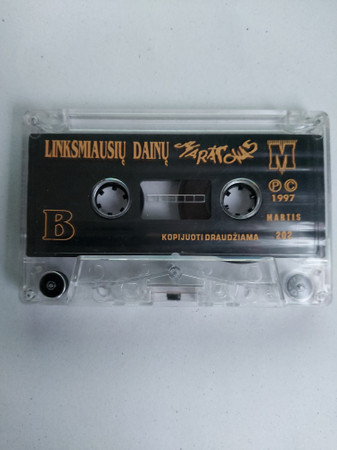 LINKSMIAUSIŲ DAINŲ MARATONAS M
℗ © 1997
B
MARTIS
KOPIJUOTI DRAUDŽIAMA 202